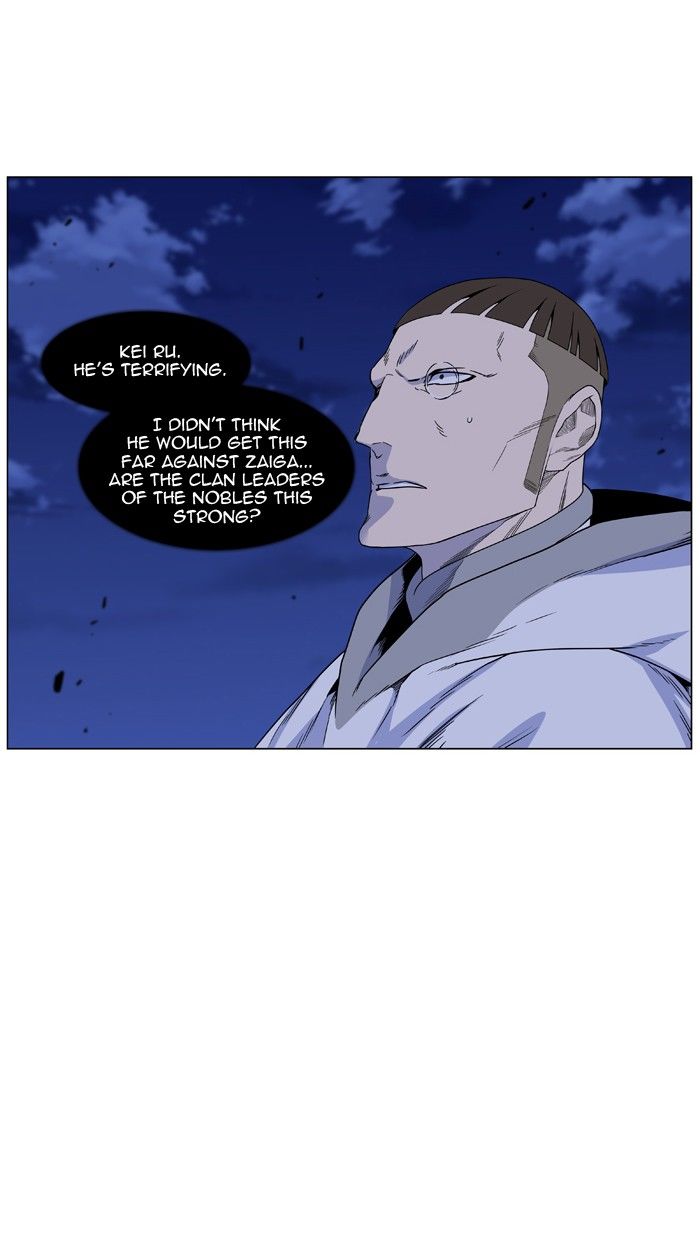 KEI RU.
HE'S TERRIFYING.
I DIDN'T THINK
HE WOULD GET THIS
FAR AGAINST ZAIGA...
ARE THE CLAN LEADERS
OF THE NOBLES THIS
STRONG?